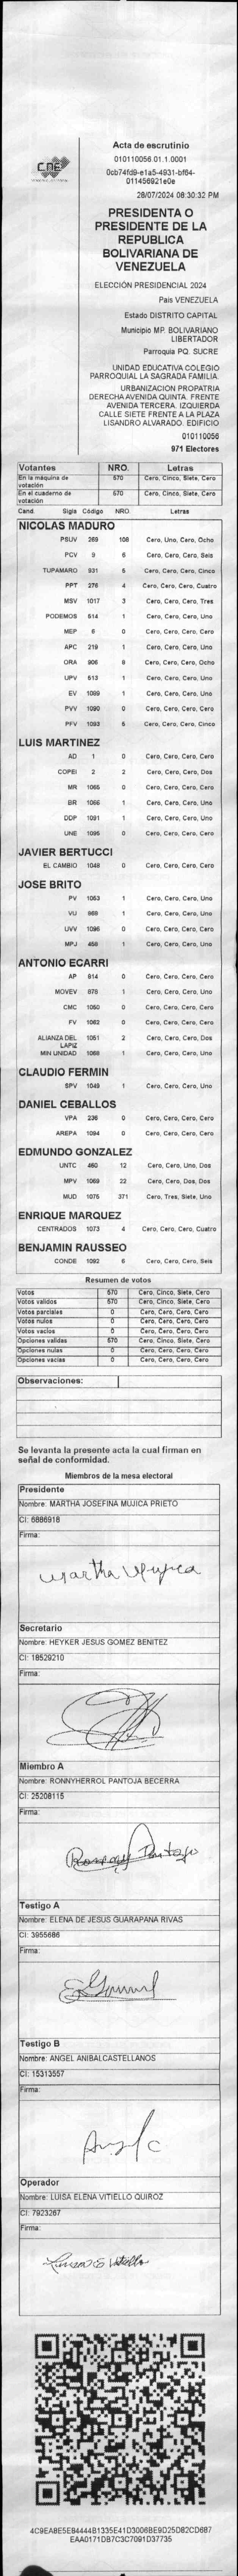 CNE
Acta de escrutinio
010110056.01.1.0001
0cb74fd9-e1a5-4931-bf64-
011456921e0e
28/07/2024 08:30:32 PM
PRESIDENTA O
PRESIDENTE DE LA
REPUBLICA
BOLIVARIANA DE
VENEZUELA
ELECCIÓN PRESIDENCIAL 2024
Pais VENEZUELA
Estado DISTRITO CAPITAL
Municipio MP. BOLIVARIANO
LIBERTADOR
Parroquia PQ. SUCRE
UNIDAD EDUCATIVA COLEGIO
PARROQUIAL LA SAGRADA FAMILIA
URBANIZACION PROPATRIA
DERECHA AVENIDA QUINTA. FRENTE
AVENIDA TERCERA. IZQUIERDA
CALLE SIETE FRENTE A LA PLAZA
LISANDRO ALVARADO. EDIFICIO
010110056
971 Electores
Votantes NRO. Letras
En la máquina de votación 570 Cero, Cinco, Siete, Cero
En el cuaderno de votación 570 Cero, Cinco, Siete, Cero
Cand. Sigla Código NRO. Letras
NICOLAS MADURO
PSUV 269 108 Cero, Uno, Cero, Ocho
PCV 9 6 Cero, Cero, Cero, Seis
TUPAMARO 931 5 Cero, Cero, Cero, Cinco
PPT 276 4 Cero, Cero, Cero, Cuatro
MSV 1017 3 Cero, Cero, Cero, Tres
PODEMOS 514 1 Cero, Cero, Cero, Uno
MEP 6 0 Cero, Cero, Cero, Cero
APC 219 1 Cero, Cero, Cero, Uno
ORA 906 8 Cero, Cero, Cero, Ocho
UPV 513 1 Cero, Cero, Cero, Uno
EV 1089 1 Cero, Cero, Cero, Uno
PVV 1090 0 Cero, Cero, Cero, Cero
PFV 1093 5 Cero, Cero, Cero, Cinco
LUIS MARTINEZ
AD 1 0 Cero, Cero, Cero, Cero
COPEI 2 2 Cero, Cero, Cero, Dos
MR 1065 0 Cero, Cero, Cero, Cero
BR 1066 1 Cero, Cero, Cero, Uno
DDP 1091 1 Cero, Cero, Cero, Uno
UNE 1095 0 Cero, Cero, Cero, Cero
JAVIER BERTUCCI
EL CAMBIO 1048 0 Cero, Cero, Cero, Cero
JOSE BRITO
PV 1053 1 Cero, Cero, Cero, Uno
VU 969 1 Cero, Cero, Cero, Uno
UVV 1096 0 Cero, Cero, Cero, Cero
MPJ 458 1 Cero, Cero, Cero, Uno
ANTONIO ECARRI
AP 814 0 Cero, Cero, Cero, Cero
MOVEV 875 1 Cero, Cero, Cero, Uno
CMC 1050 0 Cero, Cero, Cero, Cero
FV 1062 0 Cero, Cero, Cero, Cero
ALIANZA DEL LAPIZ 1051 2 Cero, Cero, Cero, Dos
MIN UNIDAD 1068 1 Cero, Cero, Cero, Uno
CLAUDIO FERMIN
SPV 1049 1 Cero, Cero, Cero, Uno
DANIEL CEBALLOS
VPA 236 0 Cero, Cero, Cero, Cero
AREPA 1094 0 Cero, Cero, Cero, Cero
EDMUNDO GONZALEZ
UNTC 460 12 Cero, Cero, Uno, Dos
MPV 1069 22 Cero, Cero, Dos, Dos
MUD 1075 371 Cero, Tres, Siete, Uno
ENRIQUE MARQUEZ
CENTRADOS 1073 4 Cero, Cero, Cero, Cuatro
BENJAMIN RAUSSEO
CONDE 1092 6 Cero, Cero, Cero, Seis
Resumen de votos
Votos 570 Cero, Cinco, Siete, Cero
Votos validos 570 Cero, Cinco, Siete, Cero
Votos parciales 0 Cero, Cero, Cero, Cero
Votos nulos 0 Cero, Cero, Cero, Cero
Votos vacios 0 Cero, Cero, Cero, Cero
Opciones validas 570 Cero, Cinco, Siete, Cero
Opciones nulas 0 Cero, Cero, Cero, Cero
Opciones vacias 0 Cero, Cero, Cero, Cero
Observaciones:
Se levanta la presente acta la cual firman en
señal de conformidad.
Miembros de la mesa electoral
Presidente
Nombre: MARTHA JOSEFINA MUJICA PRIETO
CI: 6886918
Firma:
Martha Mujica
Secretario
Nombre: HEYKER JESUS GOMEZ BENITEZ
CI: 18529210
Firma:
Miembro A
Nombre: RONNYHERROL PANTOJA BECERRA
CI: 25208115
Firma:
Ronny Pantoja
Testigo A
Nombre: ELENA DE JESUS GUARAPANA RIVAS
CI: 3955686
Firma:
Testigo B
Nombre: ANGEL ANIBALCASTELLANOS
CI: 15313557
Firma:
Angel C
Operador
Nombre: LUISA ELENA VITIELLO QUIROZ
CI: 7923267
Firma:
Luisa E Vitiello
4C9EA8E5EB4444B1335E41D3006BE9D25D82CD687
EAA0171DB7C3C7091D37735